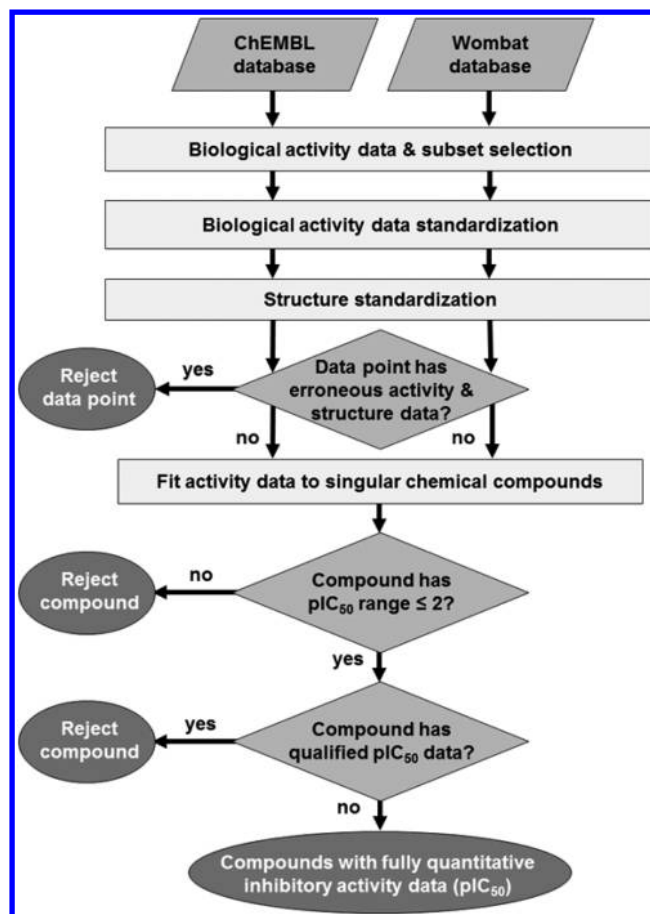 ChEMBL
database
Wombat
database
Biological activity data & subset selection
Biological activity data standardization
Structure standardization
Data point has
erroneous activity &
structure data?
yes
Reject
data point
no
no
Fit activity data to singular chemical compounds
Compound has
pIC50 range ≤ 2?
no
Reject
compound
yes
Compound has
qualified pIC50 data?
yes
Reject
compound
no
Compounds with fully quantitative
inhibitory activity data (pIC50)